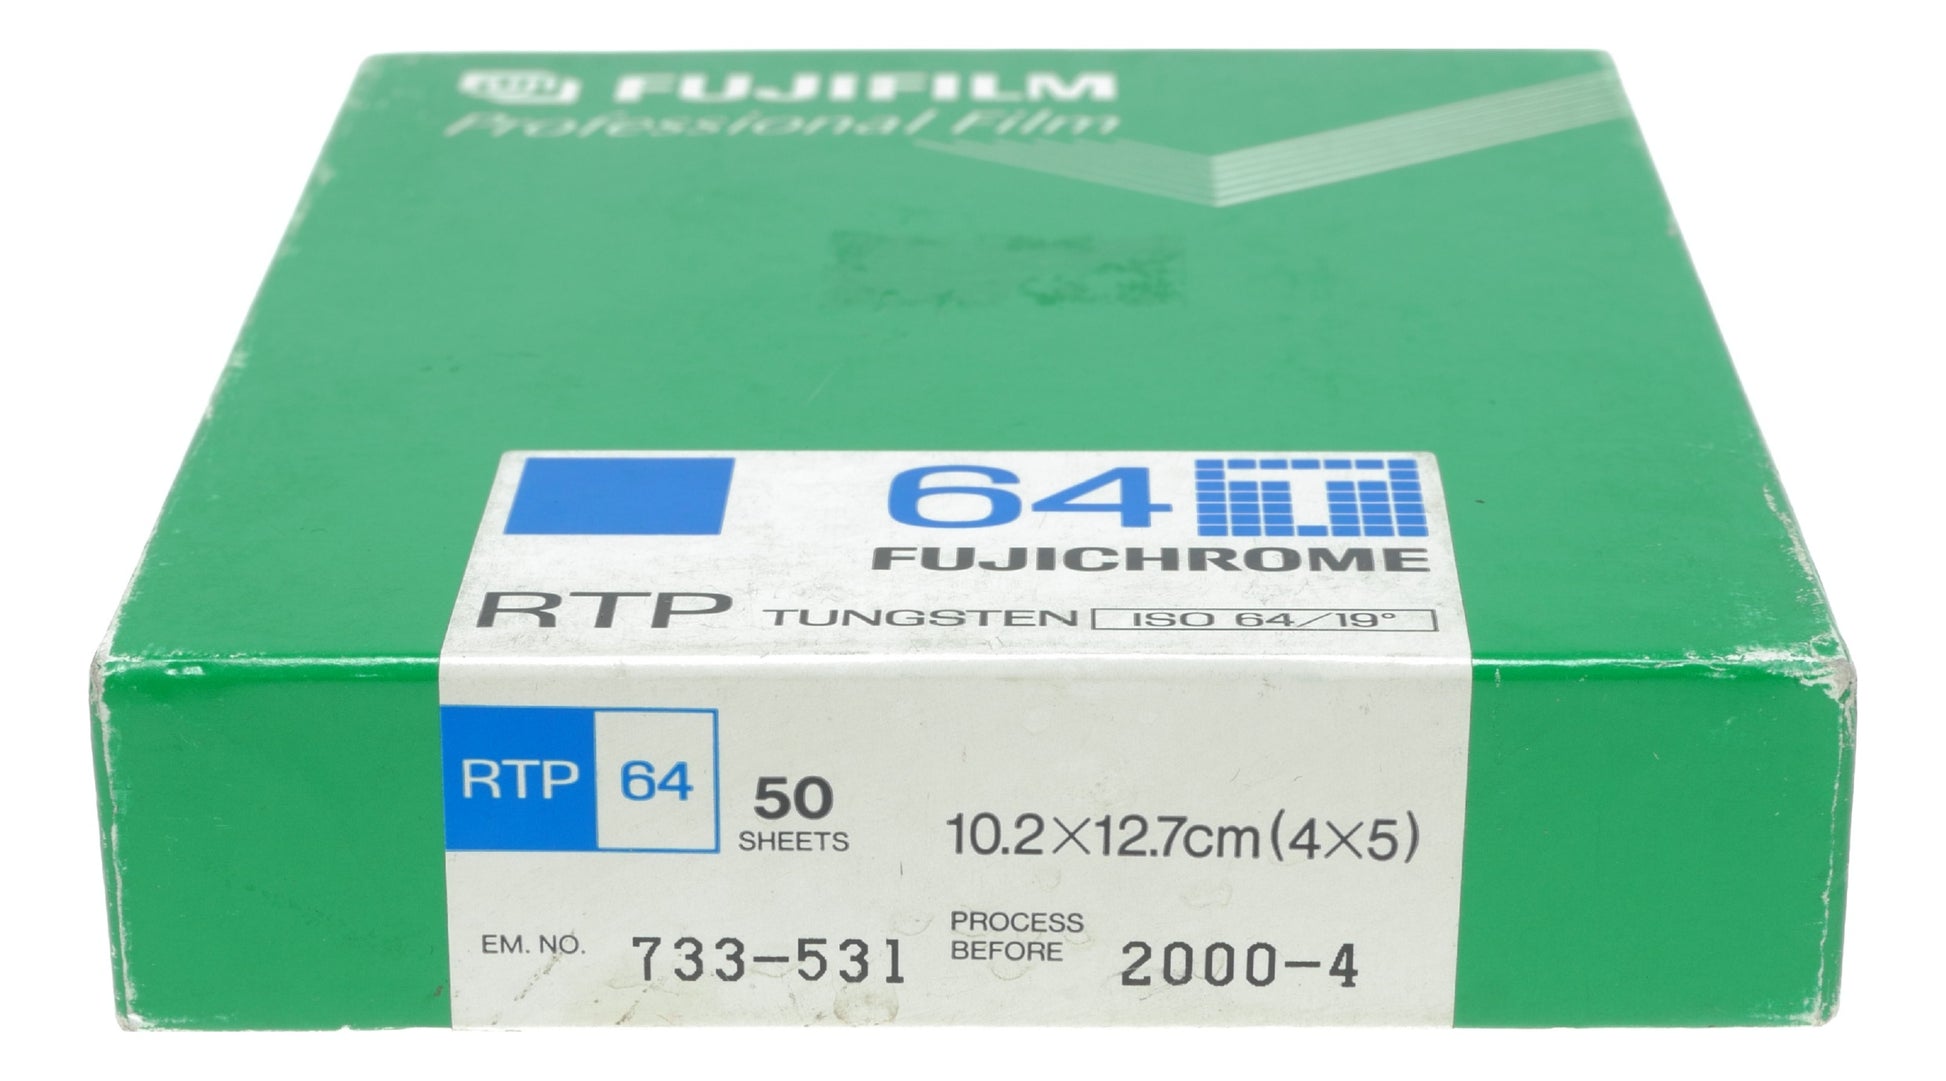 FUJI FUJIFILM
Professional Film
64 T
FUJICHROME
RTP TUNGSTEN ISO 64/19°
RTP 64
50
SHEETS
10.2×12.7cm(4×5)
EM. NO. 733-531
PROCESS
BEFORE 2000-4